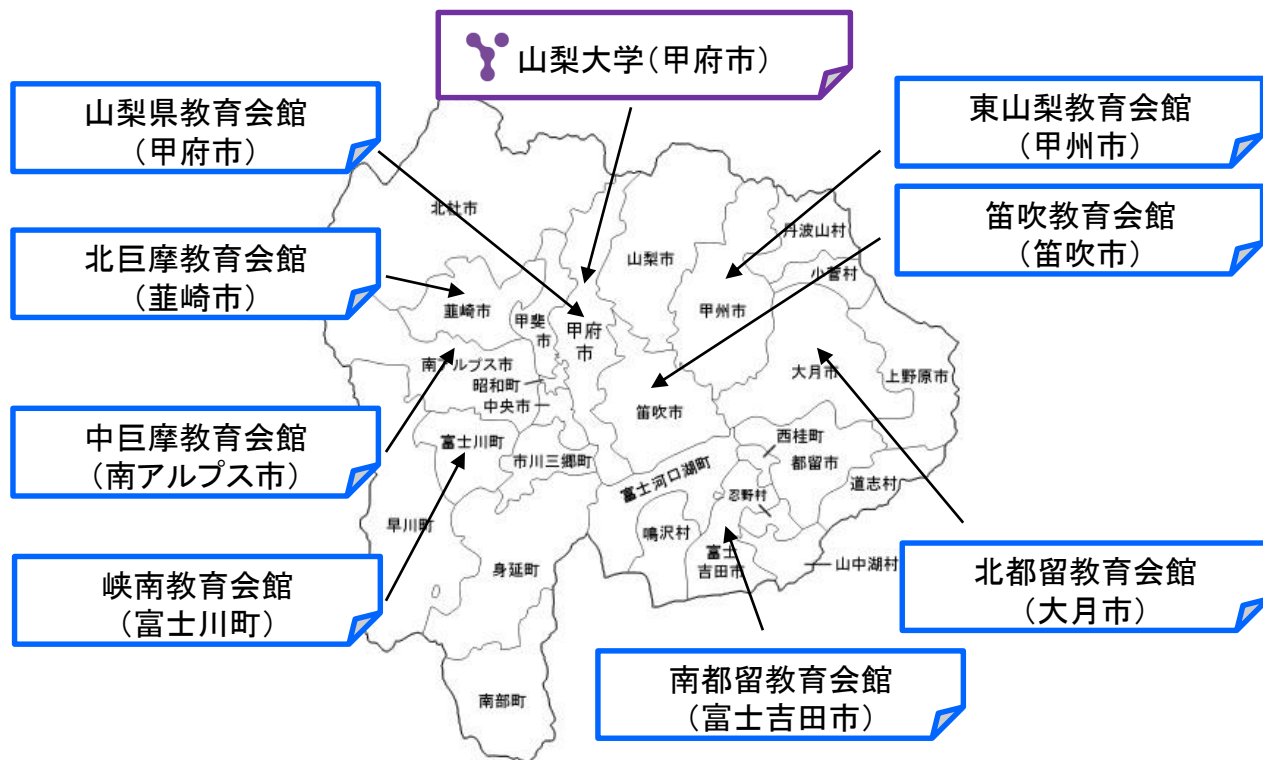 山梨大学(甲府市)
山梨県教育会館
(甲府市)
東山梨教育会館
(甲州市)
笛吹教育会館
(笛吹市)
北巨摩教育会館
(韮崎市)
中巨摩教育会館
(南アルプス市)
峡南教育会館
(富士川町)
北都留教育会館
(大月市)
南都留教育会館
(富士吉田市)
北杜市
韮崎市
甲斐
市
甲府
市
山梨市
甲州市
丹波山村
小菅村
南アルプス市
昭和町
中央市
笛吹市
大月市
上野原市
富士川町
市川三郷町
西桂町
都留市
道志村
富士河口湖町
忍野村
鳴沢村
富士
吉田市
山中湖村
早川町
身延町
南部町